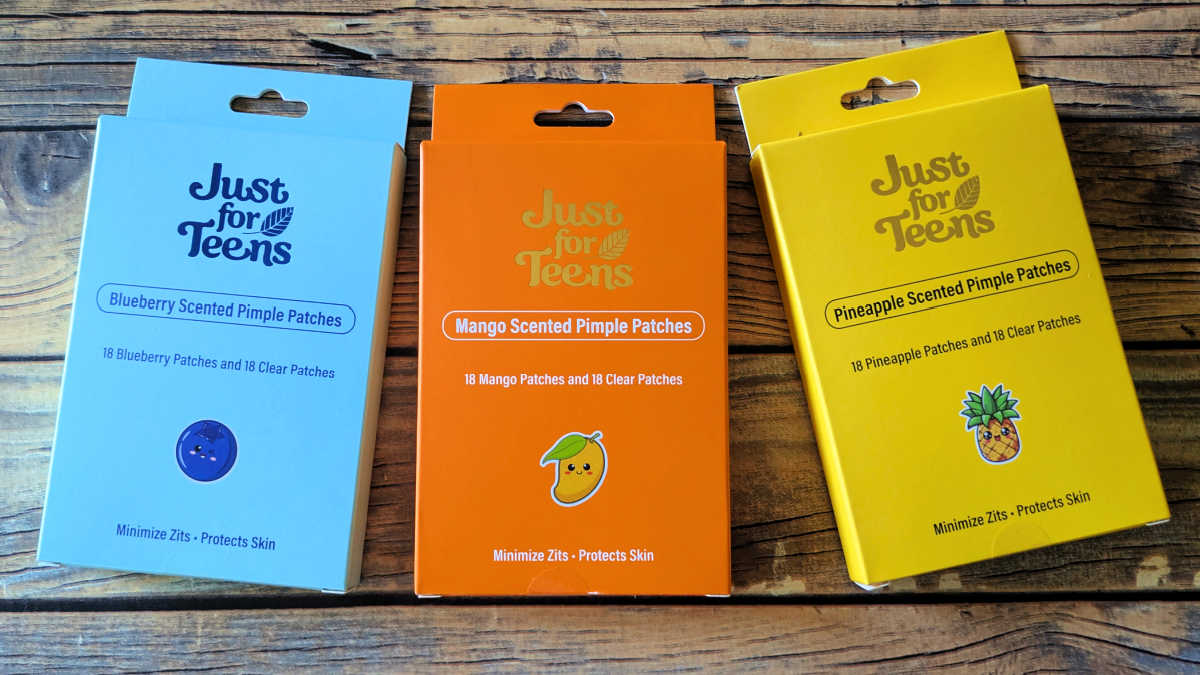 Just
for
Teens
Blueberry Scented Pimple Patches
18 Blueberry Patches and 18 Clear Patches
Minimize Zits • Protects Skin
Just
for
Teens
Mango Scented Pimple Patches
18 Mango Patches and 18 Clear Patches
Minimize Zits • Protects Skin
Just
for
Teens
Pineapple Scented Pimple Patches
18 Pineapple Patches and 18 Clear Patches
Minimize Zits • Protects Skin